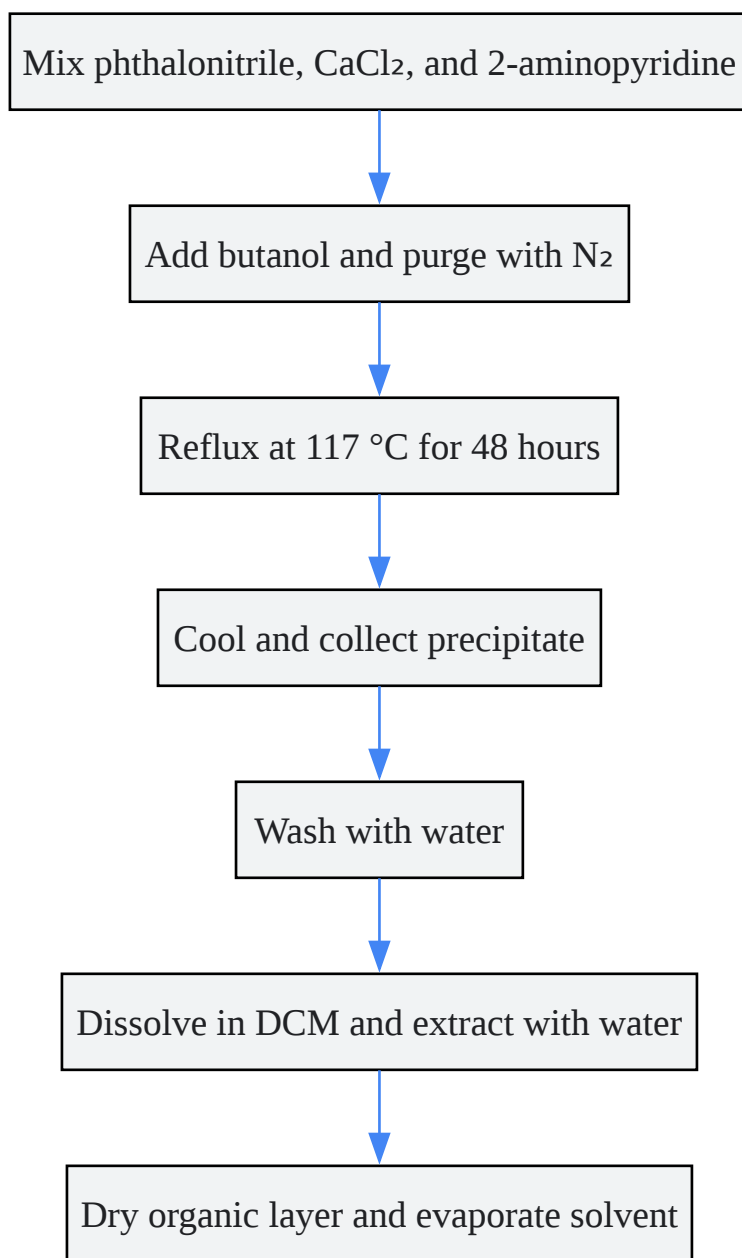 Mix phthalonitrile, CaCl₂, and 2-aminopyridine
Add butanol and purge with N₂
Reflux at 117 °C for 48 hours
Cool and collect precipitate
Wash with water
Dissolve in DCM and extract with water
Dry organic layer and evaporate solvent